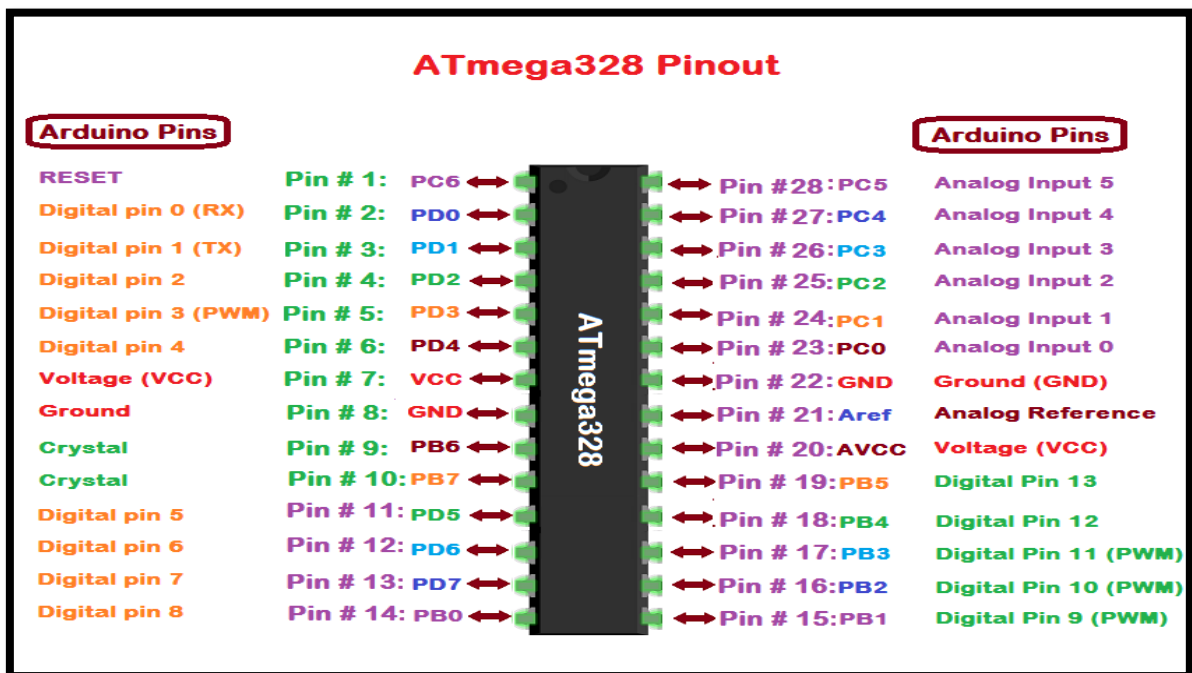 ATmega328 Pinout
Arduino Pins
Arduino Pins
RESET Pin # 1: PC6 Pin #28:PC5 Analog Input 5
Digital pin 0 (RX) Pin # 2: PD0 Pin #27:PC4 Analog Input 4
Digital pin 1 (TX) Pin # 3: PD1 Pin # 26:PC3 Analog Input 3
Digital pin 2 Pin # 4: PD2 Pin # 25:PC2 Analog Input 2
Digital pin 3 (PWM) Pin # 5: PD3 Pin # 24:PC1 Analog Input 1
Digital pin 4 Pin # 6: PD4 Pin # 23:PC0 Analog Input 0
Voltage (VCC) Pin # 7: VCC Pin # 22:GND Ground (GND)
Ground Pin # 8: GND Pin # 21:Aref Analog Reference
Crystal Pin # 9: PB6 Pin # 20:AVCC Voltage (VCC)
Crystal Pin # 10:PB7 Pin # 19:PB5 Digital Pin 13
Digital pin 5 Pin # 11: PD5 Pin # 18:PB4 Digital Pin 12
Digital pin 6 Pin # 12: PD6 Pin # 17:PB3 Digital Pin 11 (PWM)
Digital pin 7 Pin # 13: PD7 Pin # 16:PB2 Digital Pin 10 (PWM)
Digital pin 8 Pin # 14: PB0 Pin # 15:PB1 Digital Pin 9 (PWM)
ATmega328